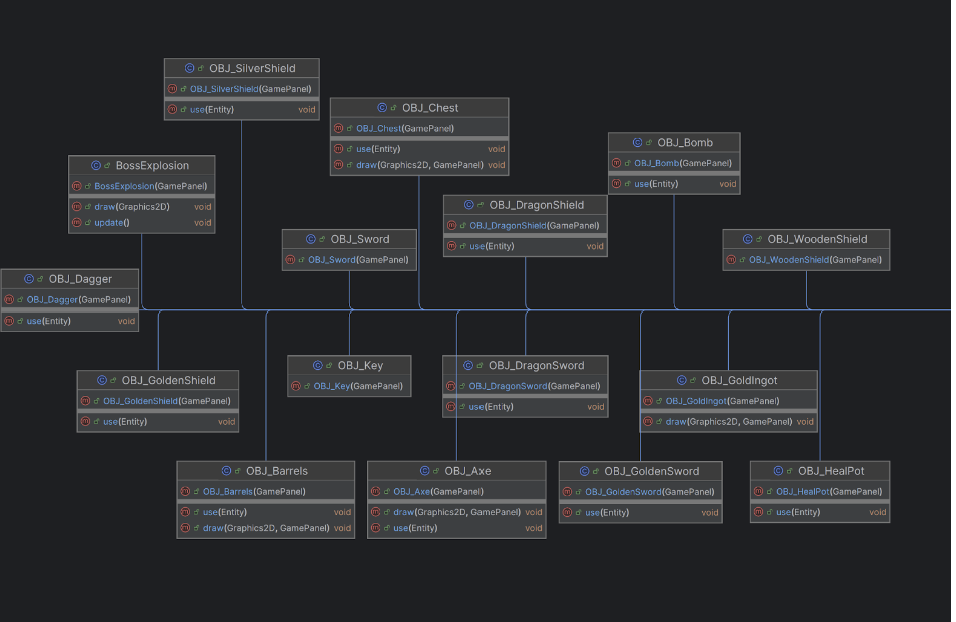 OBJ_SilverShield
OBJ_SilverShield(GamePanel)
use(Entity) void
OBJ_Chest
OBJ_Chest(GamePanel)
use(Entity) void
draw(Graphics2D, GamePanel) void
OBJ_Bomb
OBJ_Bomb(GamePanel)
use(Entity) void
BossExplosion
BossExplosion(GamePanel)
draw(Graphics2D) void
update() void
OBJ_DragonShield
OBJ_DragonShield(GamePanel)
use(Entity) void
OBJ_Sword
OBJ_Sword(GamePanel)
OBJ_WoodenShield
OBJ_WoodenShield(GamePanel)
OBJ_Dagger
OBJ_Dagger(GamePanel)
use(Entity) void
OBJ_GoldenShield
OBJ_GoldenShield(GamePanel)
use(Entity) void
OBJ_Key
OBJ_Key(GamePanel)
OBJ_DragonSword
OBJ_DragonSword(GamePanel)
use(Entity) void
OBJ_GoldIngot
OBJ_GoldIngot(GamePanel)
draw(Graphics2D, GamePanel) void
OBJ_Barrels
OBJ_Barrels(GamePanel)
use(Entity) void
draw(Graphics2D, GamePanel) void
OBJ_Axe
OBJ_Axe(GamePanel)
draw(Graphics2D, GamePanel) void
use(Entity) void
OBJ_GoldenSword
OBJ_GoldenSword(GamePanel)
use(Entity) void
OBJ_HealPot
OBJ_HealPot(GamePanel)
use(Entity) void